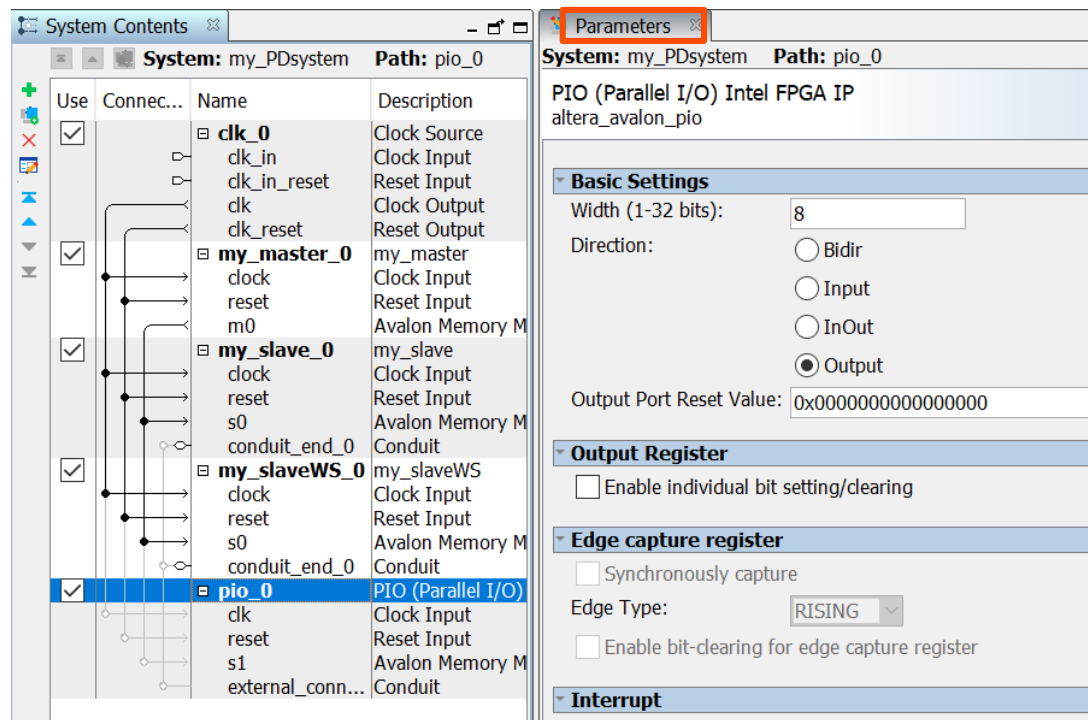 System Contents
System: my_PDsystem Path: pio_0
Use Connec... Name Description
clk_0 Clock Source
clk_in Clock Input
clk_in_reset Reset Input
clk Clock Output
clk_reset Reset Output
my_master_0 my_master
clock Clock Input
reset Reset Input
m0 Avalon Memory M
my_slave_0 my_slave
clock Clock Input
reset Reset Input
s0 Avalon Memory M
conduit_end_0 Conduit
my_slaveWS_0 my_slaveWS
clock Clock Input
reset Reset Input
s0 Avalon Memory M
conduit_end_0 Conduit
pio_0 PIO (Parallel I/O)
clk Clock Input
reset Reset Input
s1 Avalon Memory M
external_conn... Conduit
Parameters
System: my_PDsystem Path: pio_0
PIO (Parallel I/O) Intel FPGA IP
altera_avalon_pio
Basic Settings
Width (1-32 bits): 8
Direction: Bidir
Input
InOut
Output
Output Port Reset Value: 0x0000000000000000
Output Register
Enable individual bit setting/clearing
Edge capture register
Synchronously capture
Edge Type: RISING
Enable bit-clearing for edge capture register
Interrupt